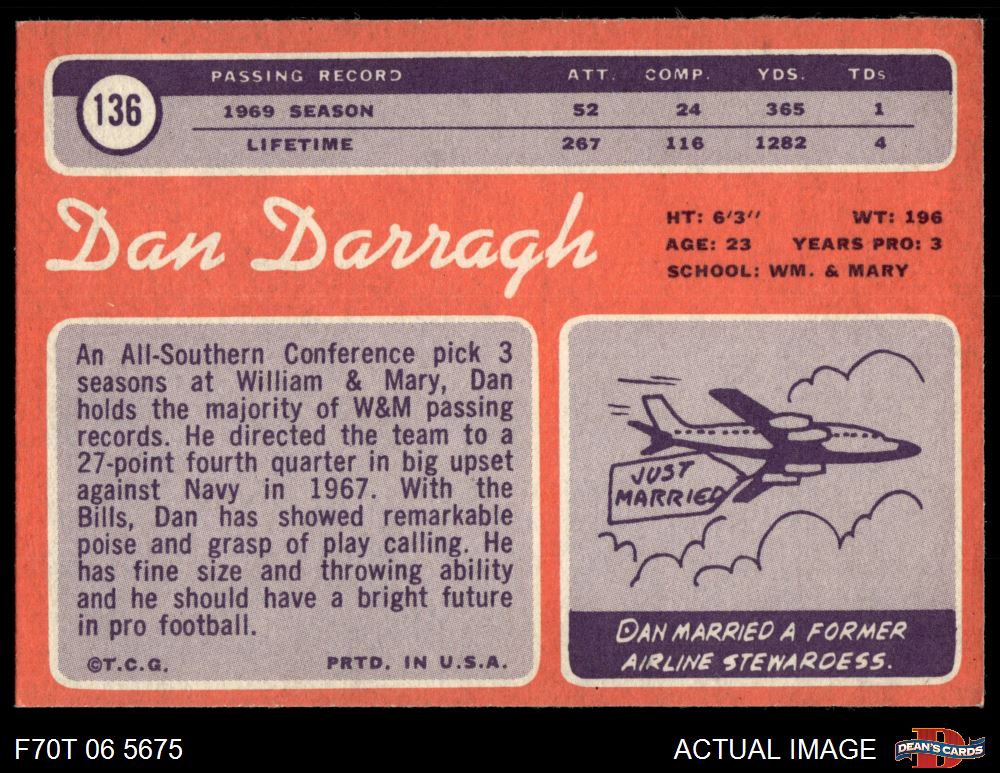 136
PASSING RECORD ATT. COMP. YDS. TDs
1969 SEASON 52 24 365 1
LIFETIME 267 116 1282 4
Dan Darragh
HT: 6'3'' WT: 196
AGE: 23 YEARS PRO: 3
SCHOOL: WM. & MARY
An All-Southern Conference pick 3
seasons at William & Mary, Dan
holds the majority of W&M passing
records. He directed the team to a
27-point fourth quarter in big upset
against Navy in 1967. With the
Bills, Dan has showed remarkable
poise and grasp of play calling. He
has fine size and throwing ability
and he should have a bright future
in pro football.
©T.C.G. PRTD. IN U.S.A.
JUST
MARRIED
DAN MARRIED A FORMER
AIRLINE STEWARDESS.
F70T 06 5675
ACTUAL IMAGE
D
DEAN'S CARDS